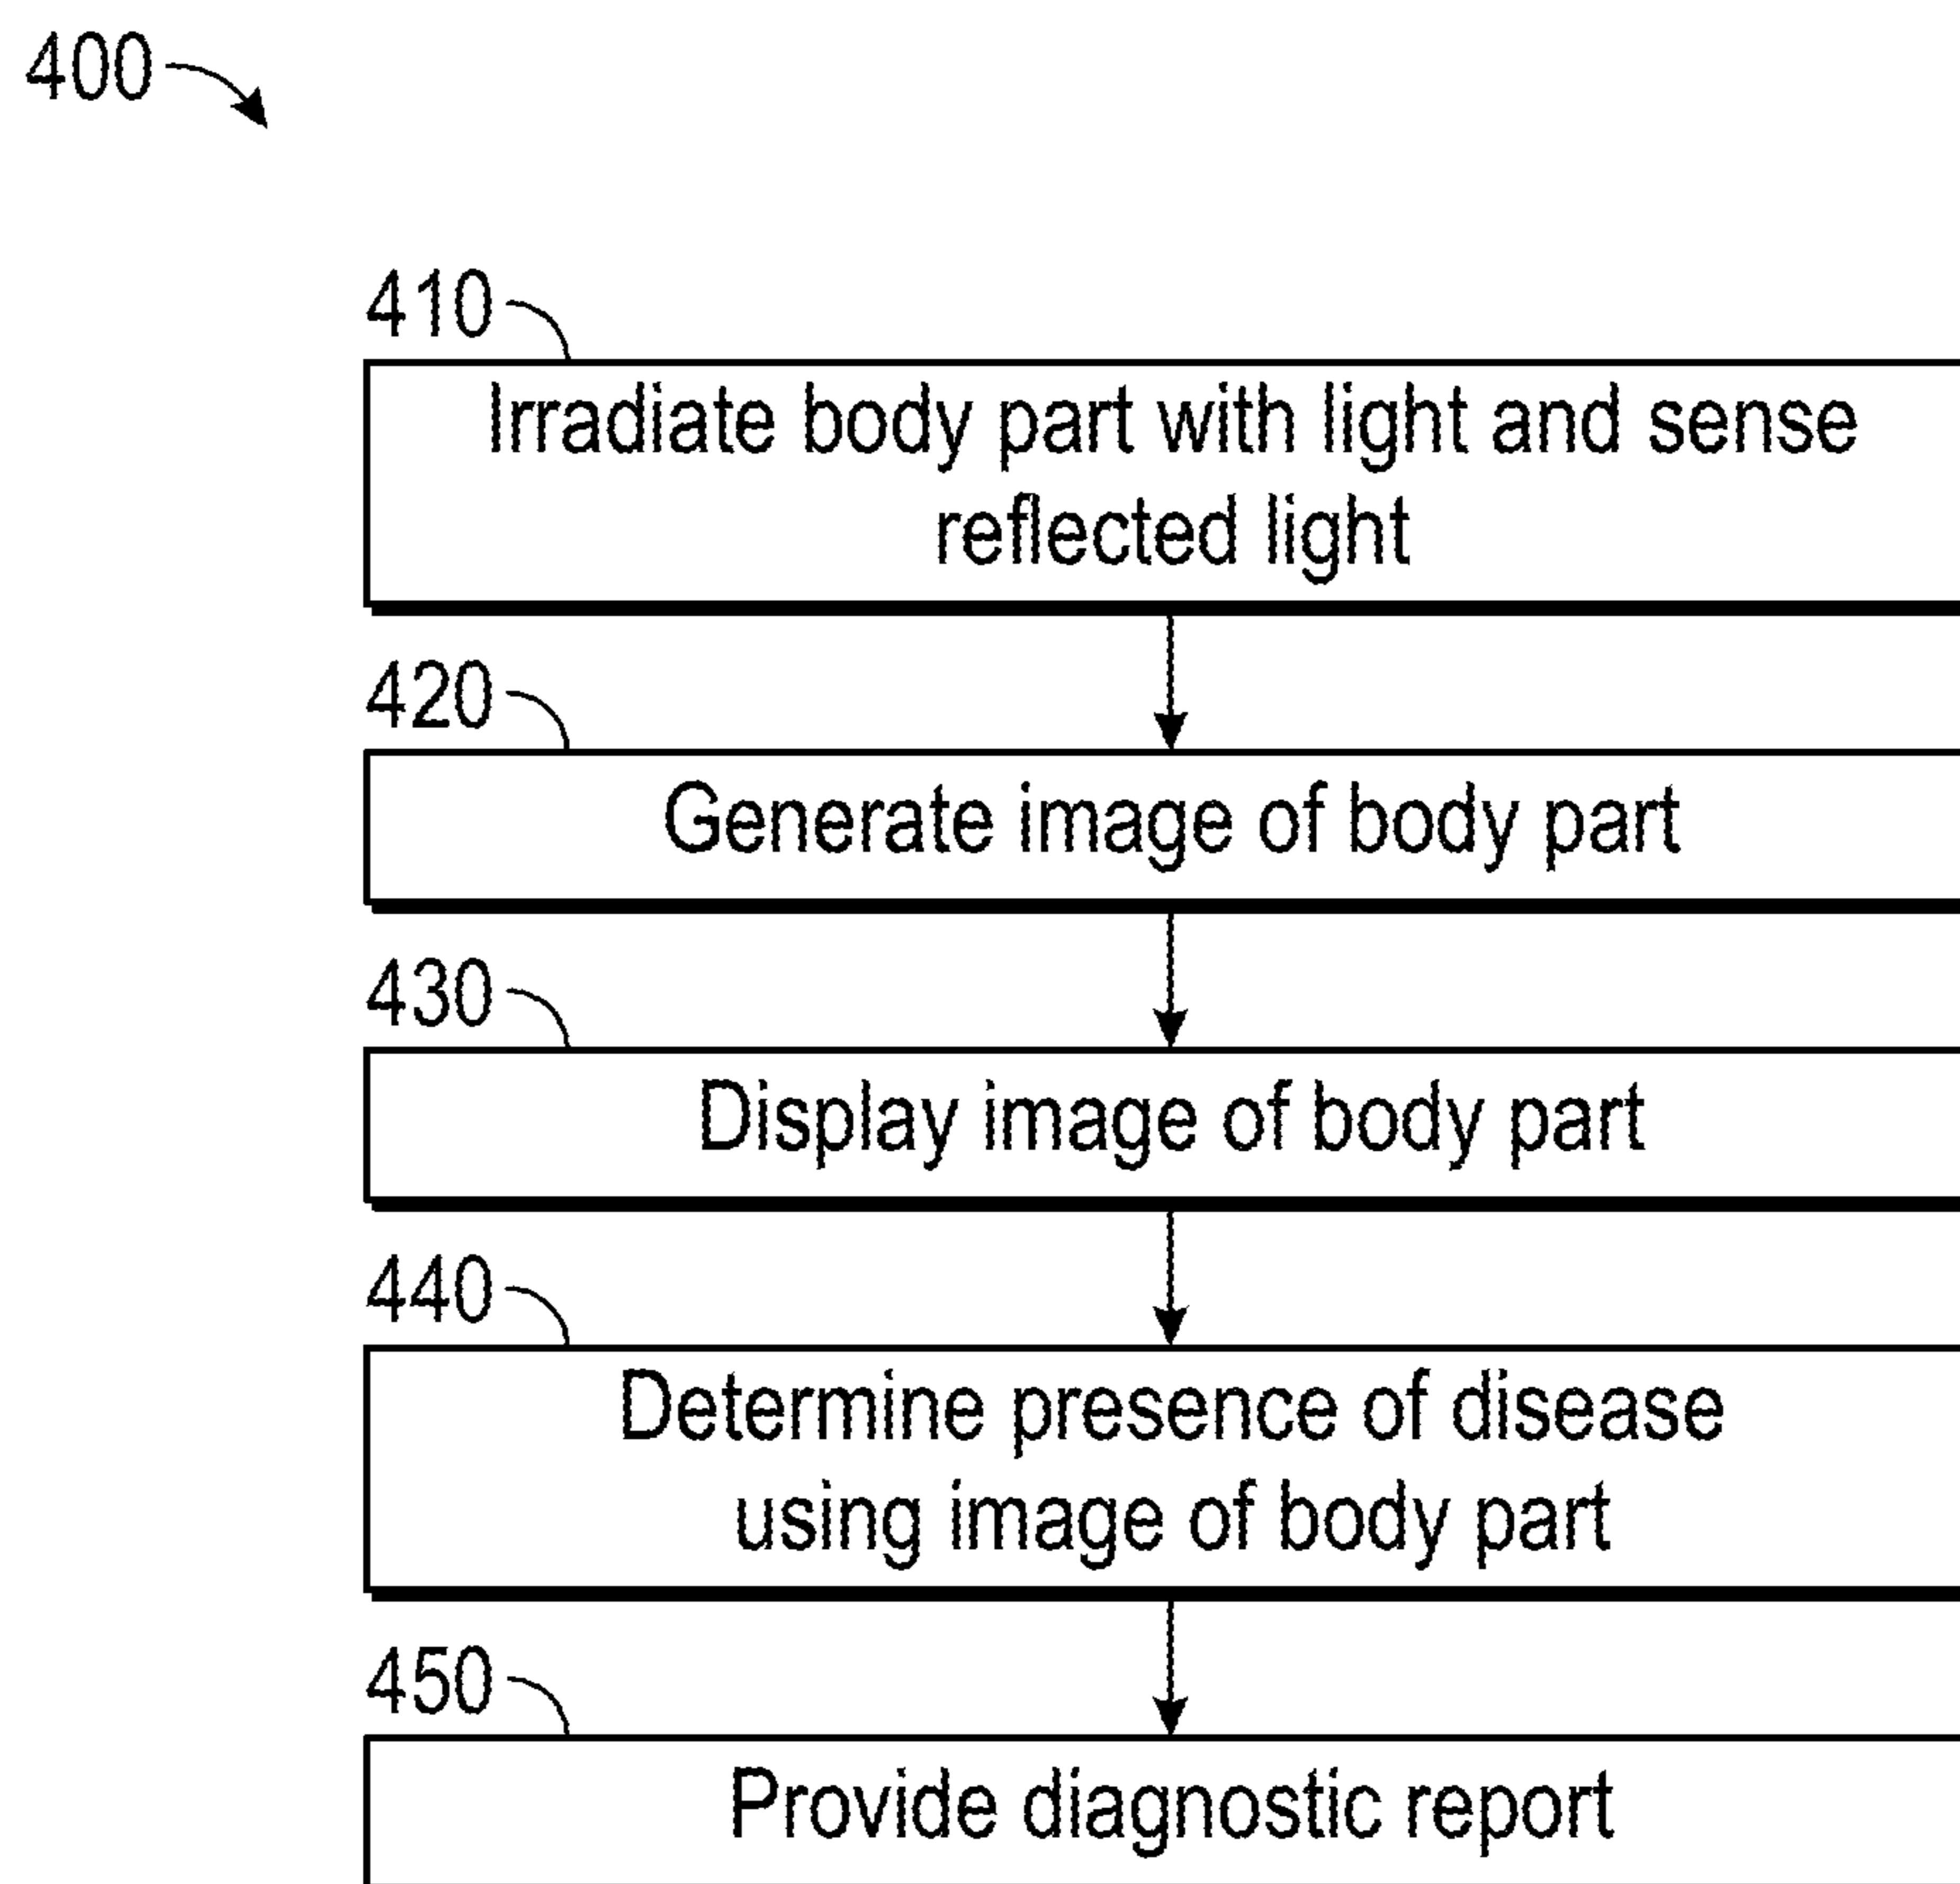 400
410
Irradiate body part with light and sense
reflected light
420
Generate image of body part
430
Display image of body part
440
Determine presence of disease
using image of body part
450
Provide diagnostic report